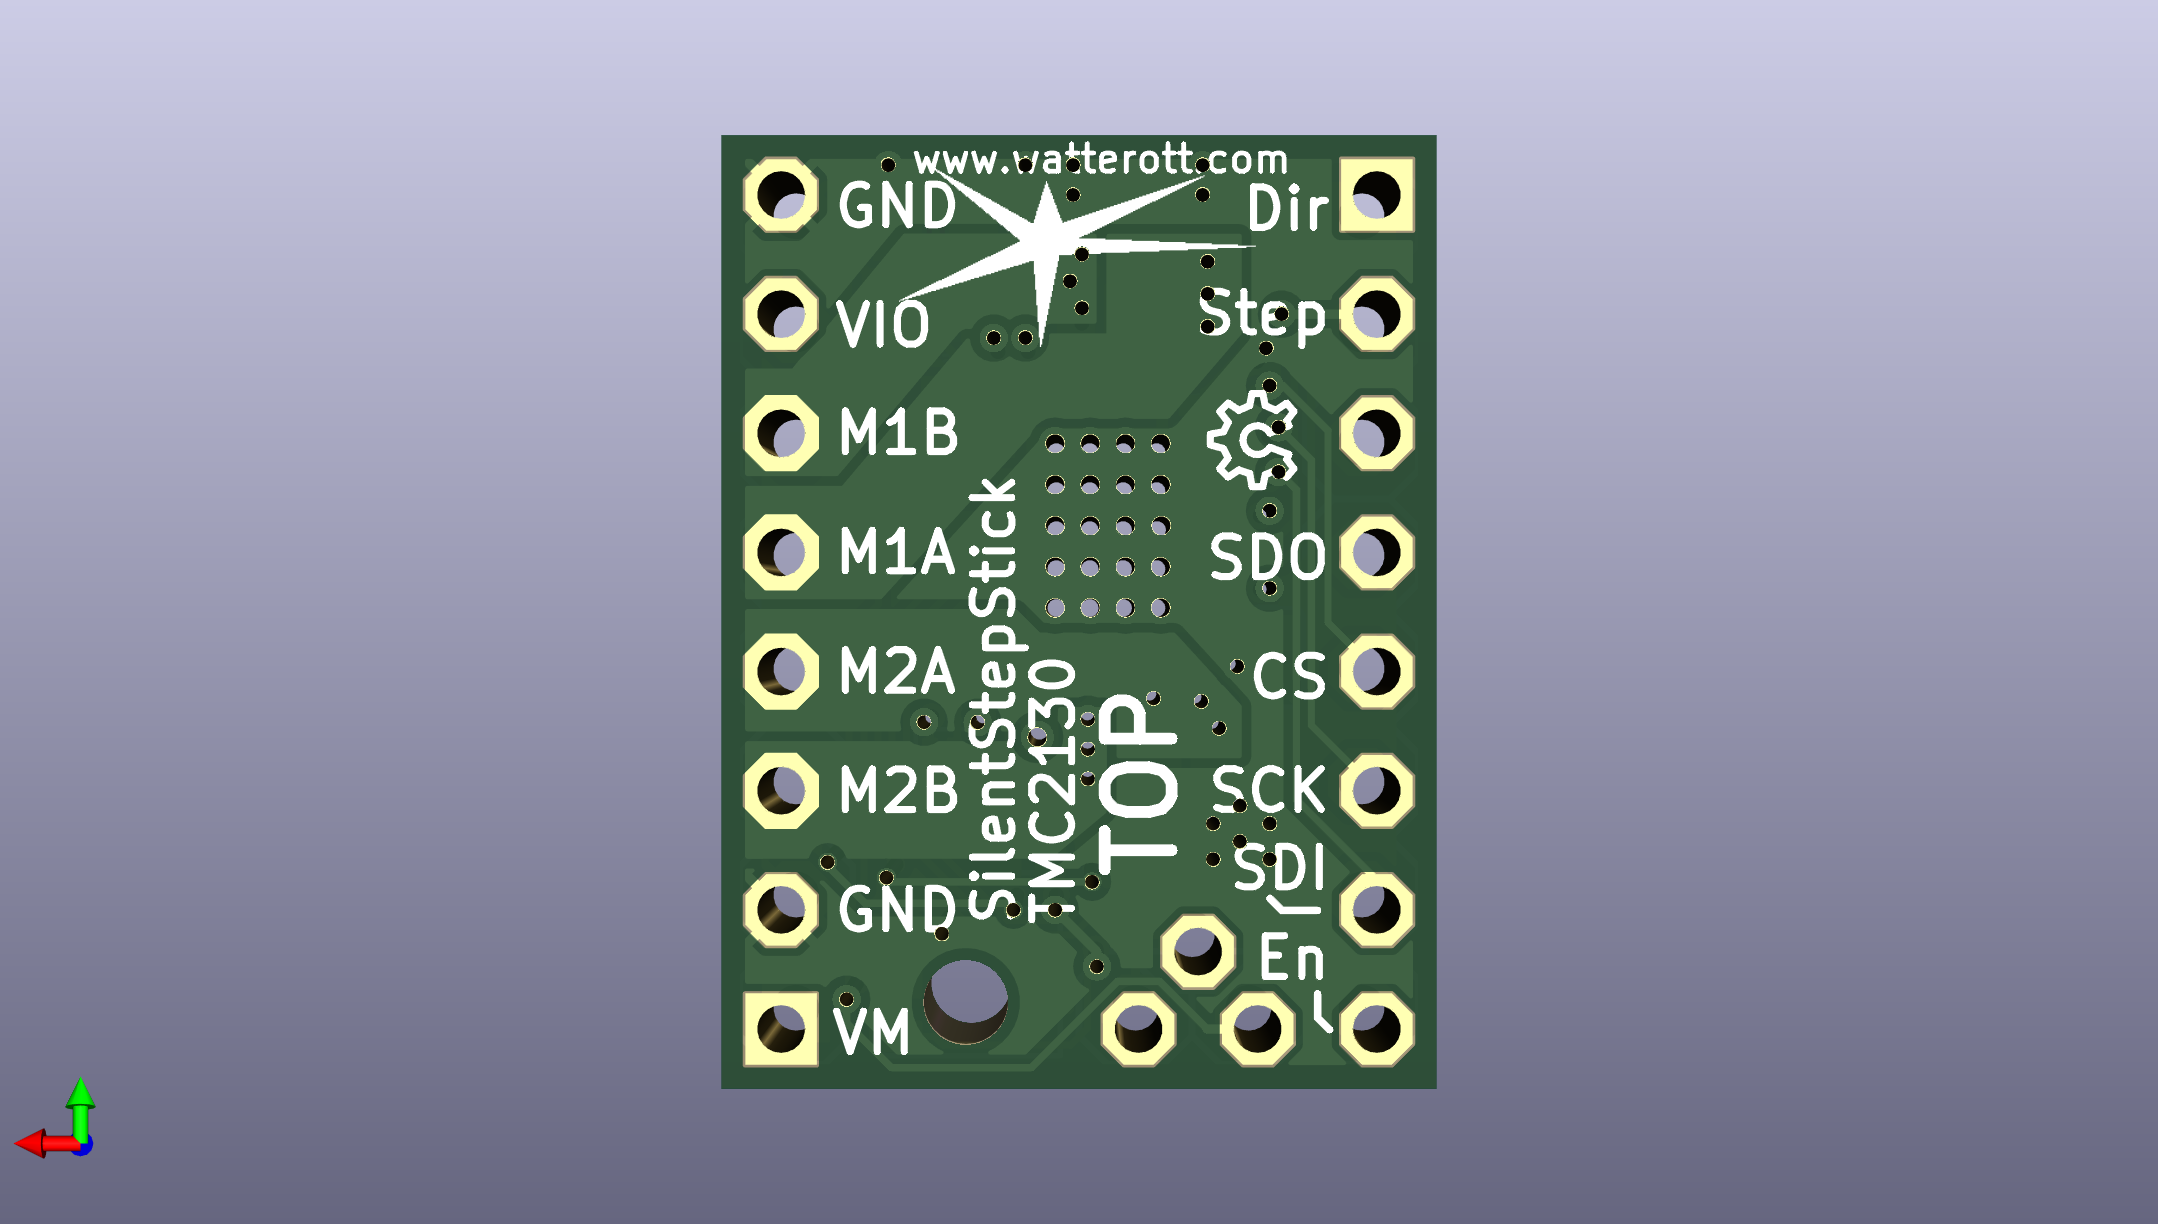 www.watterott.com
GND
Dir
VIO
Step
M1B
M1A
SDO
M2A
CS
M2B
SCK
SDI
GND
En
VM
SilentStepStick
TMC2130
TOP